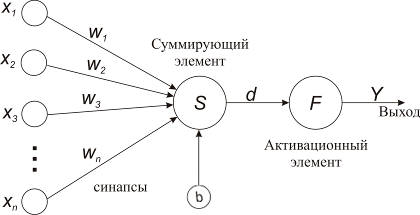 x1
w1
Суммирующий
элемент
x2
w2
x3
w3
S
d
F
Y
Выход
Активационный
элемент
wn
xn
синапсы
b